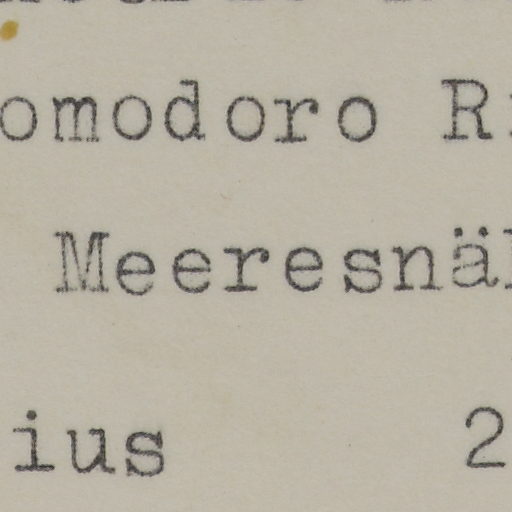 omodoro R
Meeresnä
ius 2